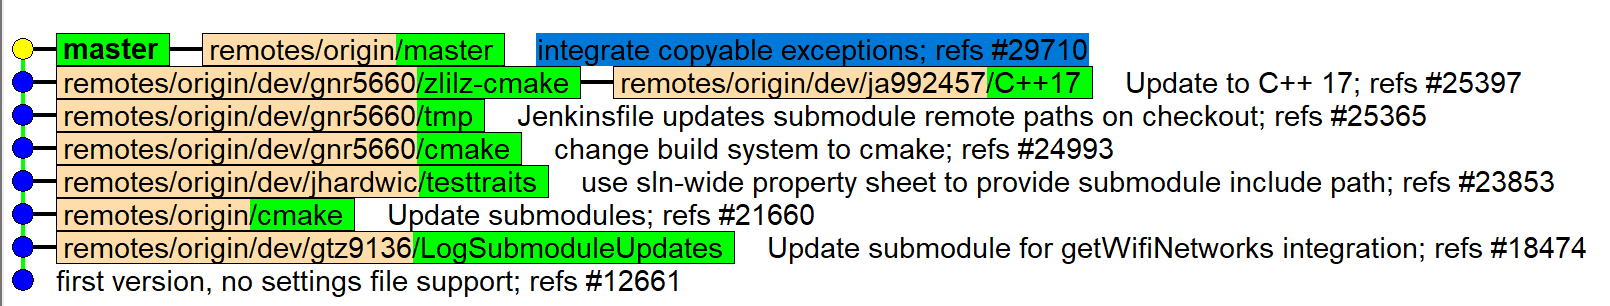 master remotes/origin/master integrate copyable exceptions; refs #29710
remotes/origin/dev/gnr5660/zlilz-cmake remotes/origin/dev/ja992457/C++17 Update to C++ 17; refs #25397
remotes/origin/dev/gnr5660/tmp Jenkinsfile updates submodule remote paths on checkout; refs #25365
remotes/origin/dev/gnr5660/cmake change build system to cmake; refs #24993
remotes/origin/dev/jhardwic/testtraits use sln-wide property sheet to provide submodule include path; refs #23853
remotes/origin/cmake Update submodules; refs #21660
remotes/origin/dev/gtz9136/LogSubmoduleUpdates Update submodule for getWifiNetworks integration; refs #18474
first version, no settings file support; refs #12661